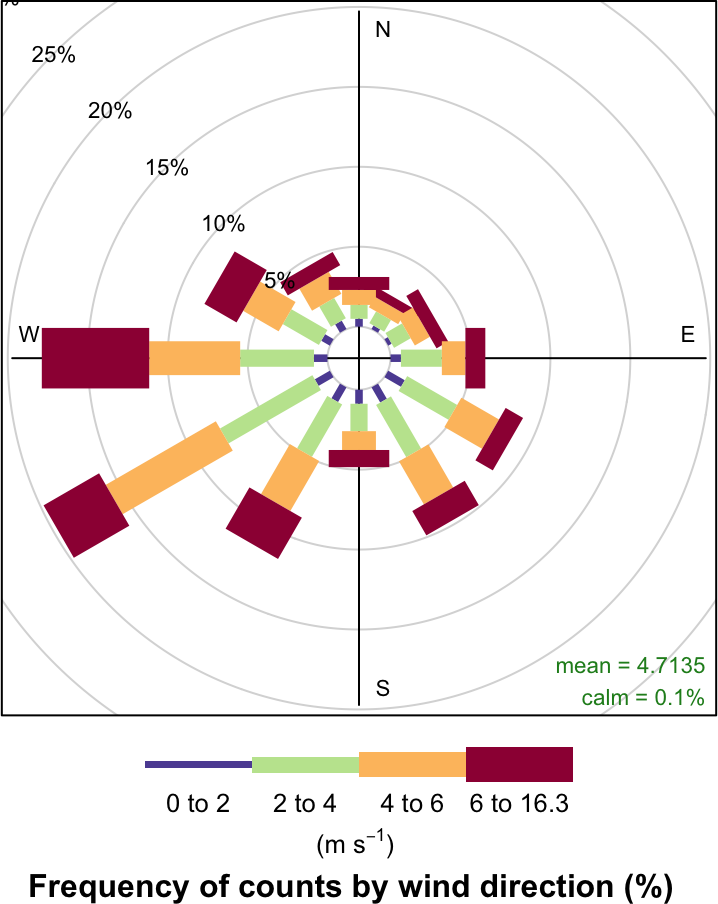 %
N
25%
20%
15%
10%
5%
W
E
S
mean = 4.7135
calm = 0.1%
0 to 2 2 to 4 4 to 6 6 to 16.3
(m s⁻¹)
Frequency of counts by wind direction (%)